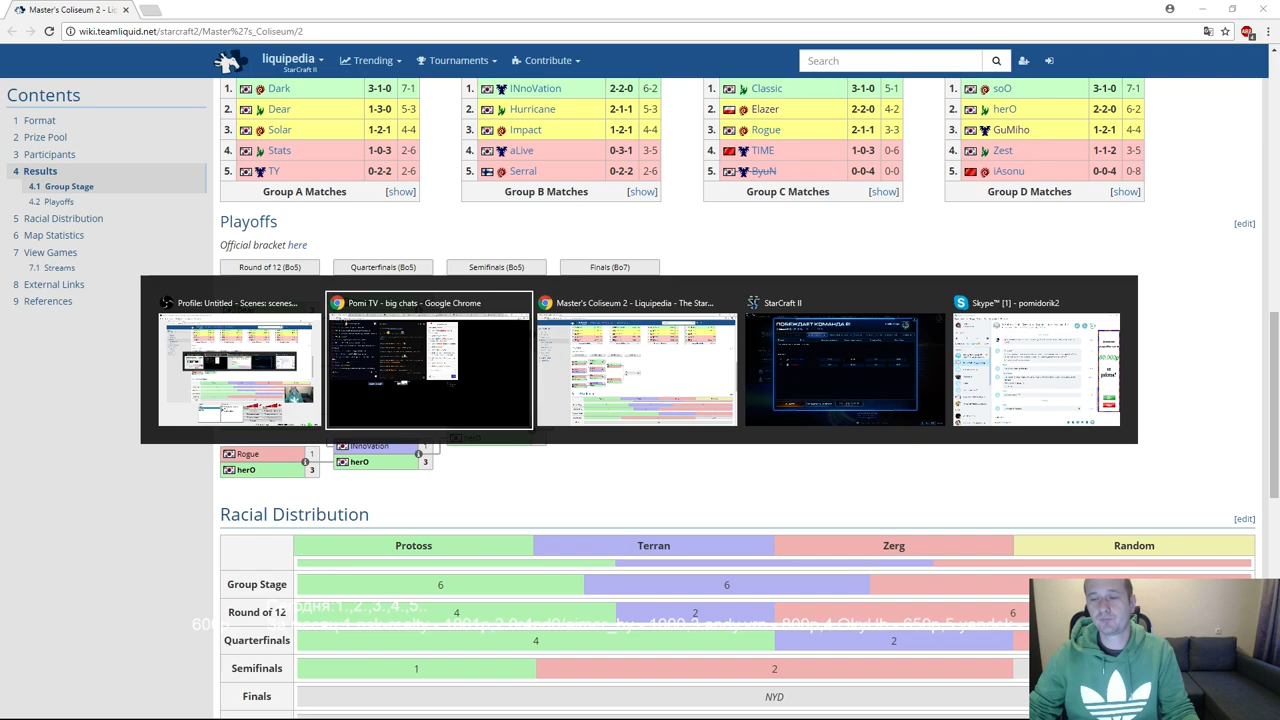 Master's Coliseum 2 - Li
wiki.teamliquid.net/starcraft2/Master%27s_Coliseum/2
liquipedia
StarCraft II
Trending
Tournaments
Contribute
Search
Contents
1 Format
2 Prize Pool
3 Participants
4 Results
4.1 Group Stage
4.2 Playoffs
5 Racial Distribution
6 Map Statistics
7 View Games
7.1 Streams
8 External Links
9 References
1. Dark 3-1-0 7-1
2. Dear 1-3-0 5-3
3. Solar 1-2-1 4-4
4. Stats 1-0-3 2-6
5. TY 0-2-2 2-6
Group A Matches [show]
1. INnoVation 2-2-0 6-2
2. Hurricane 2-1-1 5-3
3. Impact 1-2-1 4-4
4. aLive 0-3-1 3-5
5. Serral 0-2-2 2-6
Group B Matches [show]
1. Classic 3-1-0 5-1
2. Elazer 2-2-0 4-2
3. Rogue 2-1-1 3-3
4. TIME 1-0-3 0-6
5. ByuN 0-0-4 0-0
Group C Matches [show]
1. soO 3-1-0 7-1
2. herO 2-2-0 6-2
3. GuMiho 1-2-1 4-4
4. Zest 1-1-2 3-5
5. iAsonu 0-0-4 0-8
Group D Matches [show]
Playoffs
[edit]
Official bracket here
Round of 12 (Bo5) Quarterfinals (Bo5) Semifinals (Bo5) Finals (Bo7)
Profile: Untitled - Scenes: scenes...
Pomi TV - big chats - Google Chrome
Master's Coliseum 2 - Liquipedia - The Star...
StarCraft II
Skype™ [1] - pomidorik2
ПОБЕЖДАЕТ КОМАНДА
herO
INnoVation 1
Rogue 1
herO 3
herO 3
Racial Distribution
[edit]
Protoss Terran Zerg Random
Group Stage 6 6
Round of 12 4 2 6
Quarterfinals 4 2
Semifinals 1 2
Finals NYD